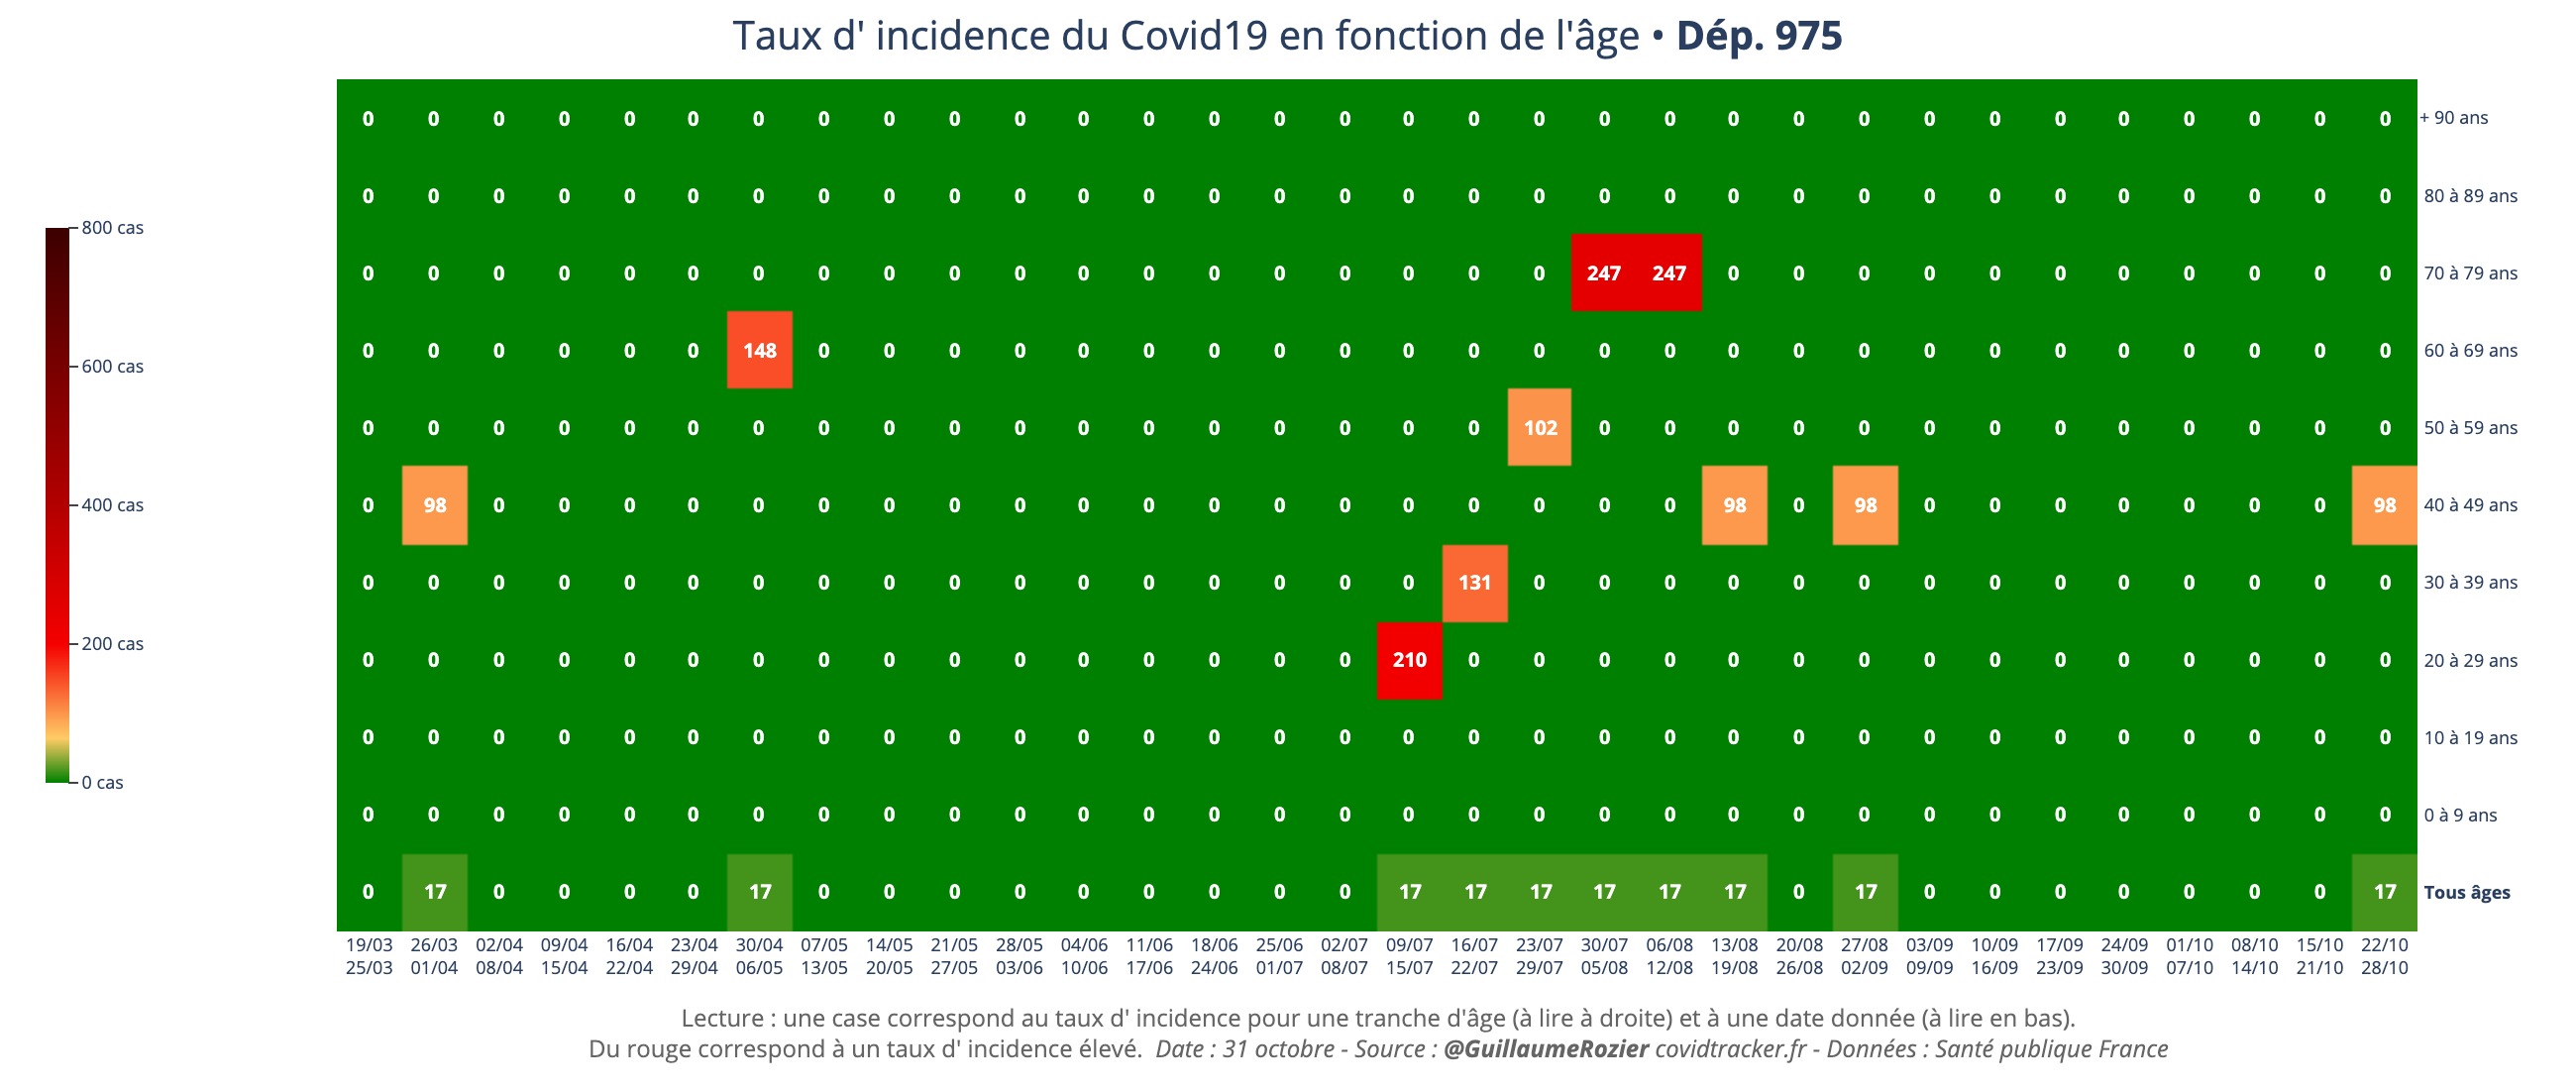 Taux d' incidence du Covid19 en fonction de l'âge • Dép. 975
800 cas
600 cas
400 cas
200 cas
0 cas
0 0 0 0 0 0 0 0 0 0 0 0 0 0 0 0 0 0 0 0 0 0 0 0 0 0 0 0 0 0 0 0 + 90 ans
0 0 0 0 0 0 0 0 0 0 0 0 0 0 0 0 0 0 0 0 0 0 0 0 0 0 0 0 0 0 0 0 80 à 89 ans
0 0 0 0 0 0 0 0 0 0 0 0 0 0 0 0 0 0 0 247 247 0 0 0 0 0 0 0 0 0 0 0 70 à 79 ans
0 0 0 0 0 0 148 0 0 0 0 0 0 0 0 0 0 0 0 0 0 0 0 0 0 0 0 0 0 0 0 0 60 à 69 ans
0 0 0 0 0 0 0 0 0 0 0 0 0 0 0 0 0 0 102 0 0 0 0 0 0 0 0 0 0 0 0 0 50 à 59 ans
0 98 0 0 0 0 0 0 0 0 0 0 0 0 0 0 0 0 0 0 0 98 0 98 0 0 0 0 0 0 0 98 40 à 49 ans
0 0 0 0 0 0 0 0 0 0 0 0 0 0 0 0 0 131 0 0 0 0 0 0 0 0 0 0 0 0 0 0 30 à 39 ans
0 0 0 0 0 0 0 0 0 0 0 0 0 0 0 0 210 0 0 0 0 0 0 0 0 0 0 0 0 0 0 0 20 à 29 ans
0 0 0 0 0 0 0 0 0 0 0 0 0 0 0 0 0 0 0 0 0 0 0 0 0 0 0 0 0 0 0 0 10 à 19 ans
0 0 0 0 0 0 0 0 0 0 0 0 0 0 0 0 0 0 0 0 0 0 0 0 0 0 0 0 0 0 0 0 0 à 9 ans
0 17 0 0 0 0 17 0 0 0 0 0 0 0 0 0 17 17 17 17 17 17 0 17 0 0 0 0 0 0 0 17 Tous âges
19/03 26/03 02/04 09/04 16/04 23/04 30/04 07/05 14/05 21/05 28/05 04/06 11/06 18/06 25/06 02/07 09/07 16/07 23/07 30/07 06/08 13/08 20/08 27/08 03/09 10/09 17/09 24/09 01/10 08/10 15/10 22/10
25/03 01/04 08/04 15/04 22/04 29/04 06/05 13/05 20/05 27/05 03/06 10/06 17/06 24/06 01/07 08/07 15/07 22/07 29/07 05/08 12/08 19/08 26/08 02/09 09/09 16/09 23/09 30/09 07/10 14/10 21/10 28/10
Lecture : une case correspond au taux d' incidence pour une tranche d'âge (à lire à droite) et à une date donnée (à lire en bas).
Du rouge correspond à un taux d' incidence élevé. Date : 31 octobre - Source : @GuillaumeRozier covidtracker.fr - Données : Santé publique France